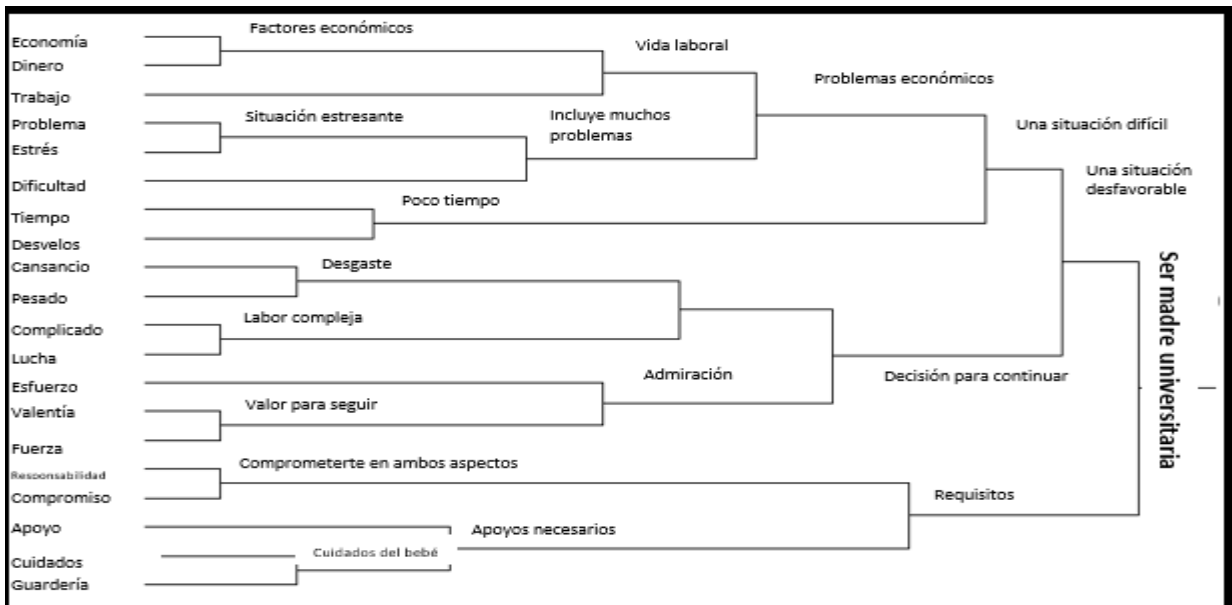 Economía
Dinero
Trabajo
Problema
Estrés
Dificultad
Tiempo
Desvelos
Cansancio
Pesado
Complicado
Lucha
Esfuerzo
Valentía
Fuerza
Responsabilidad
Compromiso
Apoyo
Cuidados
Guardería
Factores económicos
Situación estresante
Poco tiempo
Desgaste
Labor compleja
Valor para seguir
Comprometerte en ambos aspectos
Cuidados del bebé
Vida laboral
Incluye muchos
problemas
Admiración
Apoyos necesarios
Problemas económicos
Decisión para continuar
Requisitos
Una situación difícil
Una situación
desfavorable
Ser madre universitaria